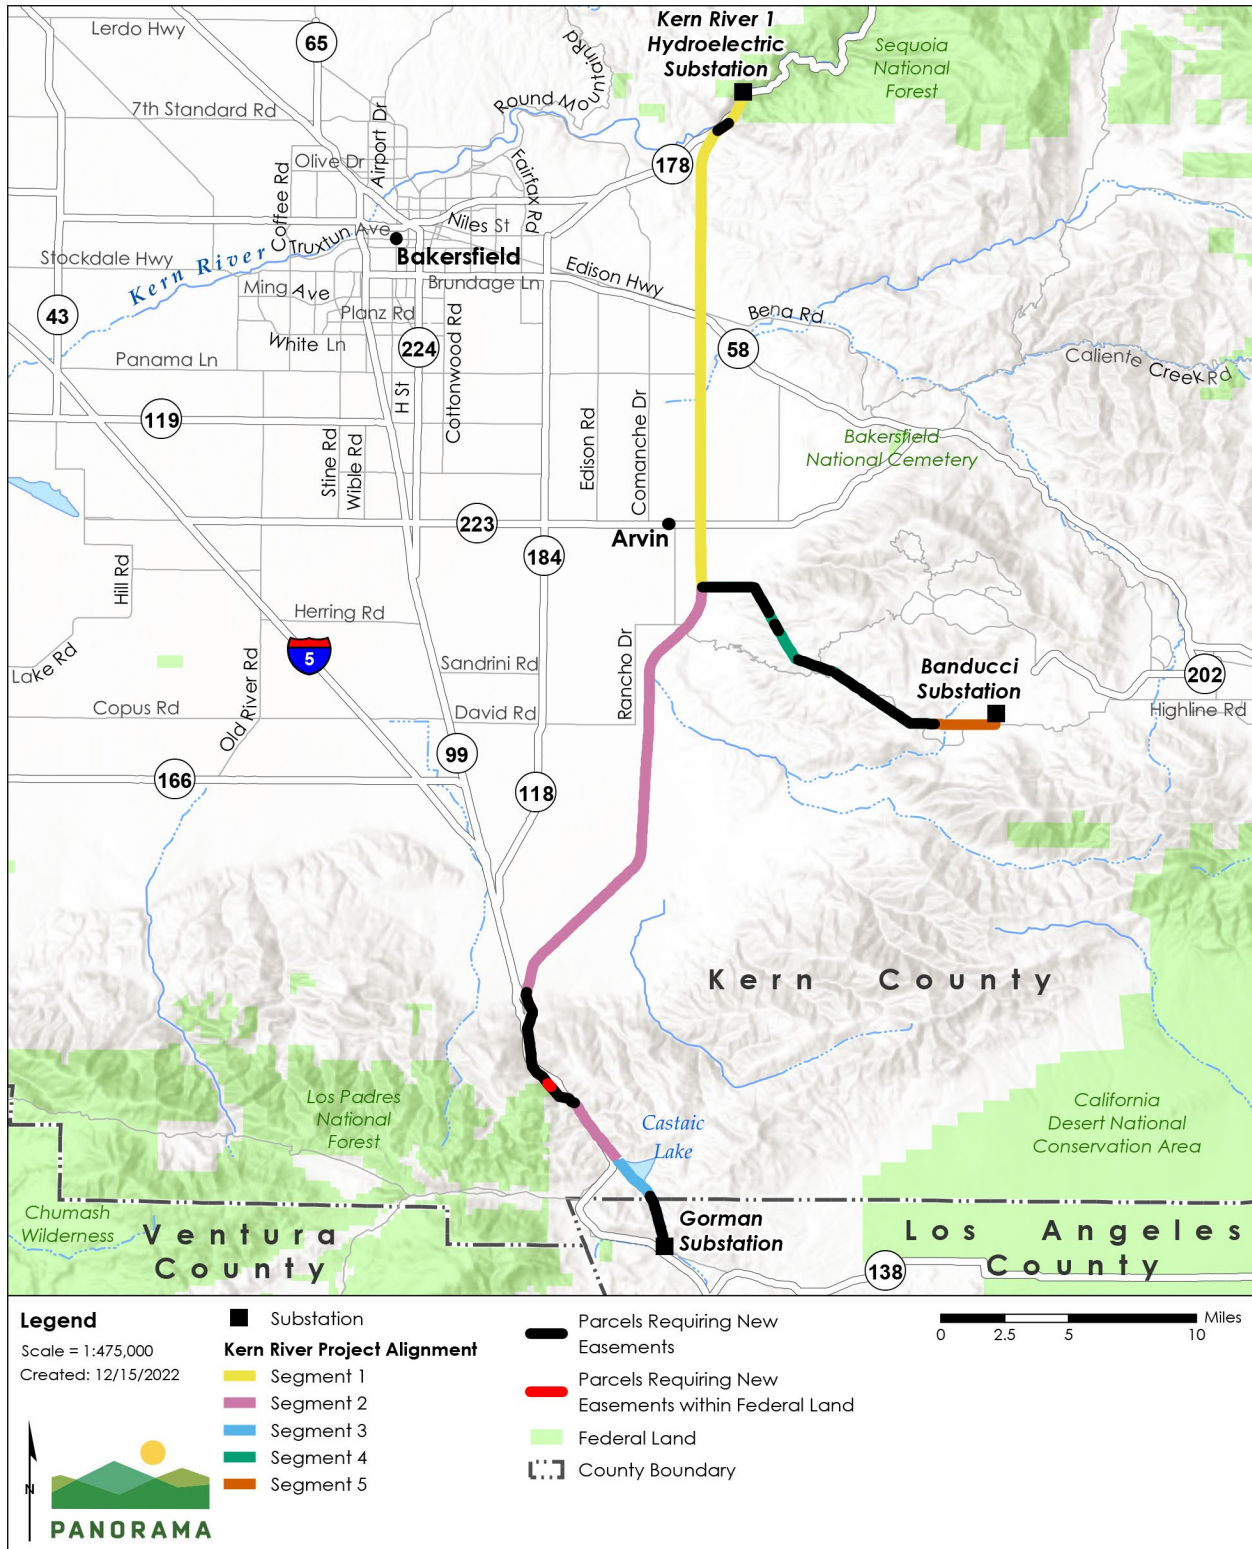 Lerdo Hwy
65
Kern River 1
Hydroelectric
Substation
Sequoia
National
Forest
7th Standard Rd
Airport Dr
Round Mountain Rd
Olive Dr
Coffee Rd
Fairfax Rd
178
Niles St
Truxtun Ave
Bakersfield
Stockdale Hwy
Kern River
Edison Hwy
Brundage Ln
Ming Ave
Planz Rd
Bena Rd
43
White Ln
224
Cottonwood Rd
58
Panama Ln
Caliente Creek Rd
H St
119
Stine Rd
Wible Rd
Edison Rd
Comanche Dr
Bakersfield
National Cemetery
223
Arvin
184
Hill Rd
Herring Rd
5
Lake Rd
Old River Rd
Sandrini Rd
Rancho Dr
Banducci
Substation
202
Copus Rd
David Rd
Highline Rd
99
166
118
Kern County
Los Padres
National
Forest
Castaic
Lake
California
Desert National
Conservation Area
Chumash
Wilderness
Ventura
County
Gorman
Substation
Los Angeles
County
138
Legend
Scale = 1:475,000
Created: 12/15/2022
N
PANORAMA
Substation
Kern River Project Alignment
Segment 1
Segment 2
Segment 3
Segment 4
Segment 5
Parcels Requiring New
Easements
Parcels Requiring New
Easements within Federal Land
Federal Land
County Boundary
Miles
0 2.5 5 10